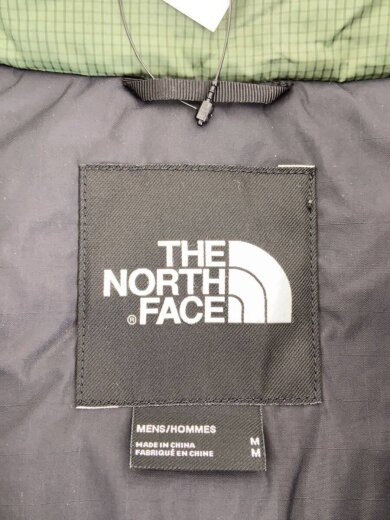 THE
NORTH
® FACE
MENS/HOMMES
MADE IN CHINA M
FABRIQUÉ EN CHINE M